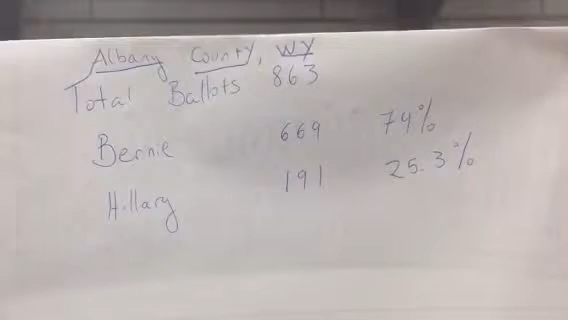 Albany County, WY
Total Ballots 863
Bernie 669 74%
Hillary 191 25.3%